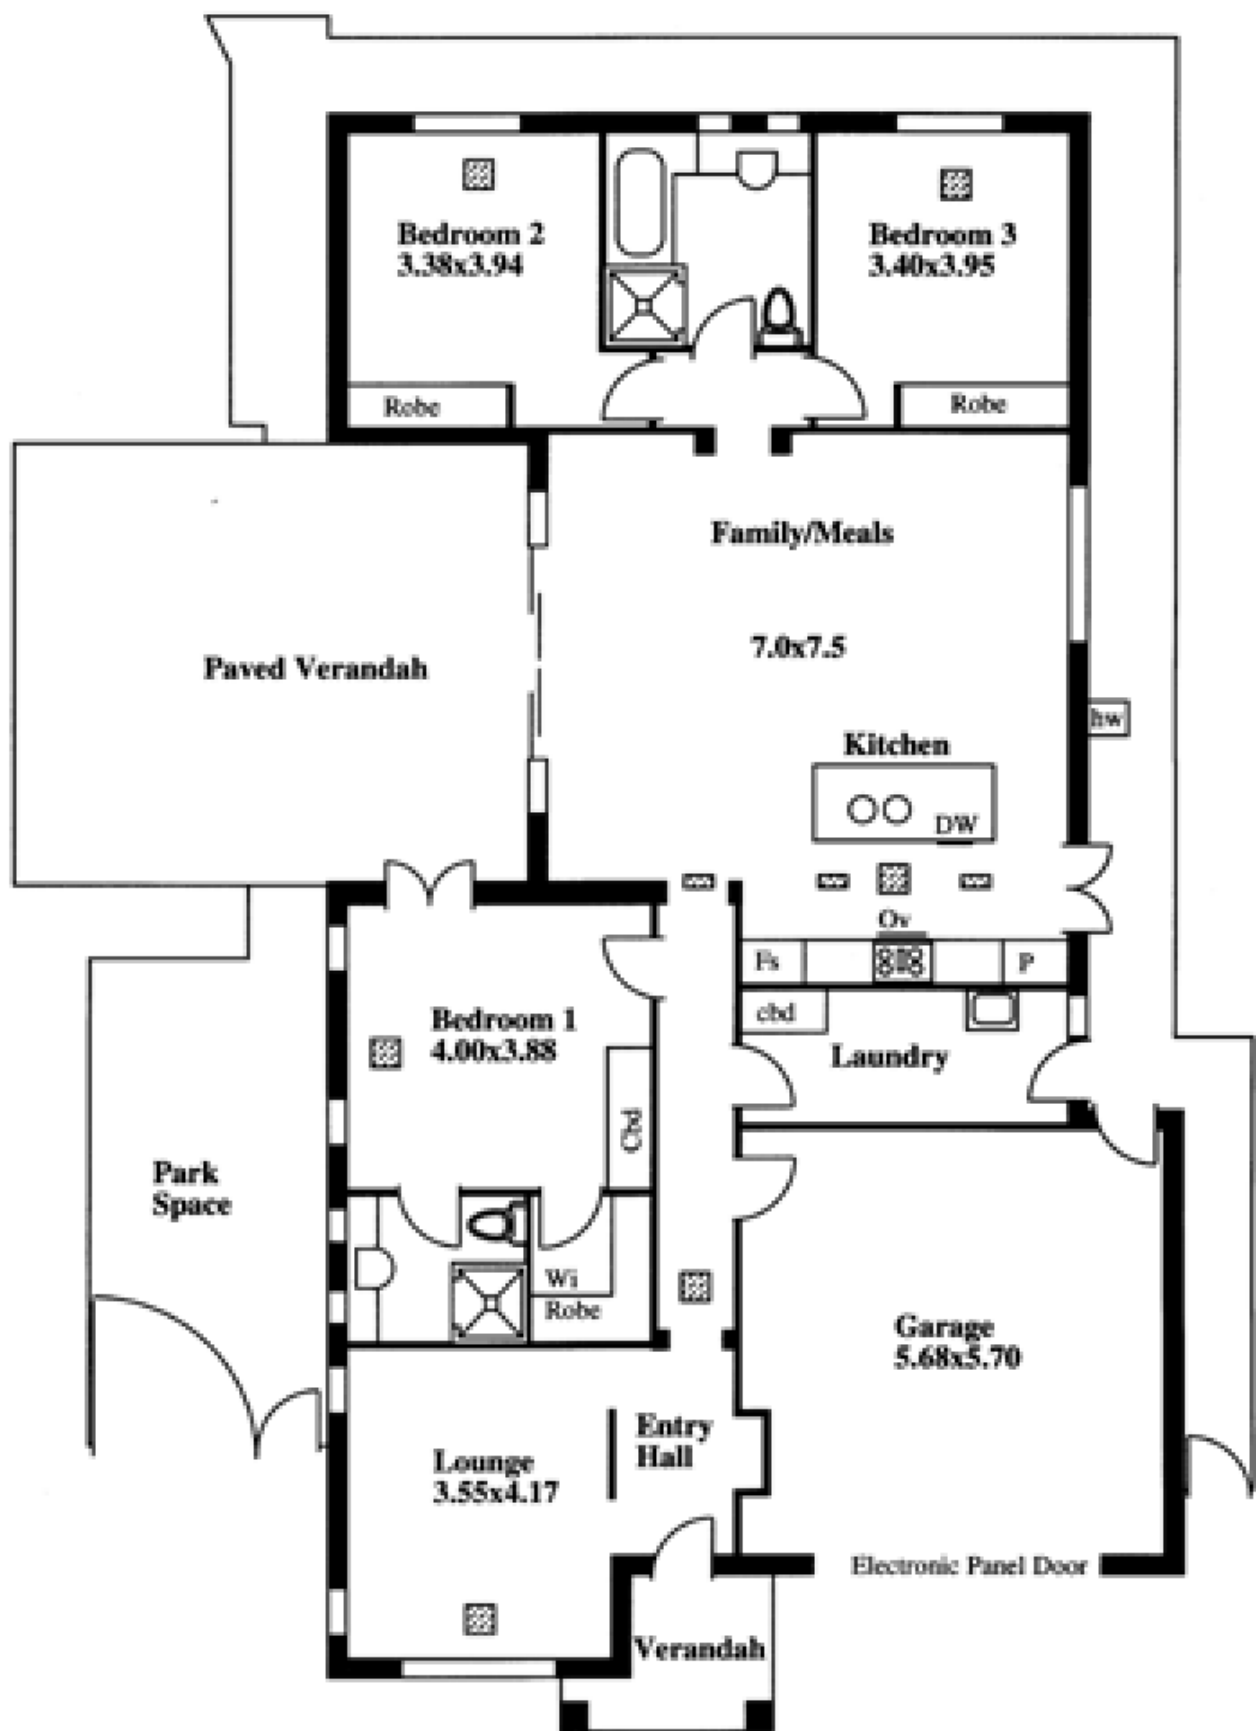 Bedroom 2
3.38x3.94
Bedroom 3
3.40x3.95
Robe
Robe
Family/Meals
7.0x7.5
Paved Verandah
hw
Kitchen
DW
Ov
Fs
P
Bedroom 1
4.00x3.88
cbd
Laundry
Cbd
Park
Space
Wi
Robe
Garage
5.68x5.70
Entry
Hall
Lounge
3.55x4.17
Electronic Panel Door
Verandah